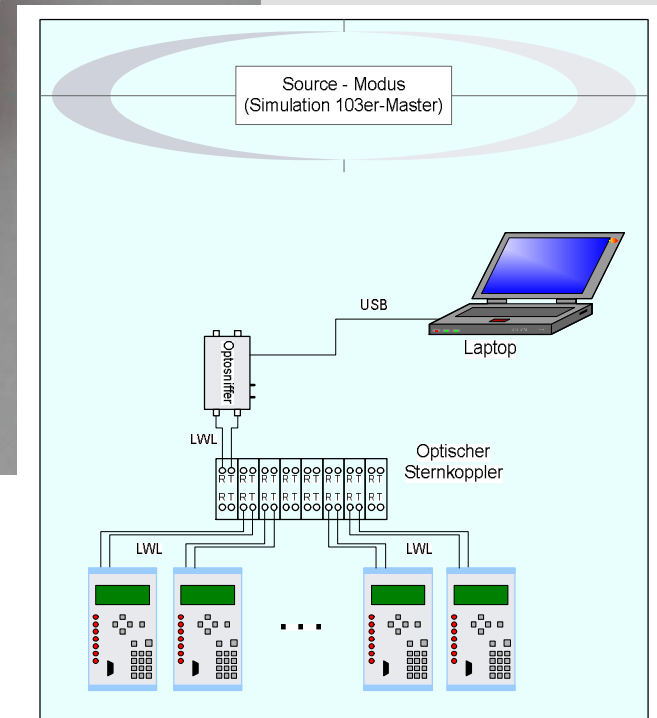 Source - Modus
(Simulation 103er-Master)
USB
Laptop
Optosniffer
LWL
Optischer
Sternkoppler
R T R T R T R T R T R T R T R T
R T R T R T R T R T R T R T R T
LWL
LWL
. . .